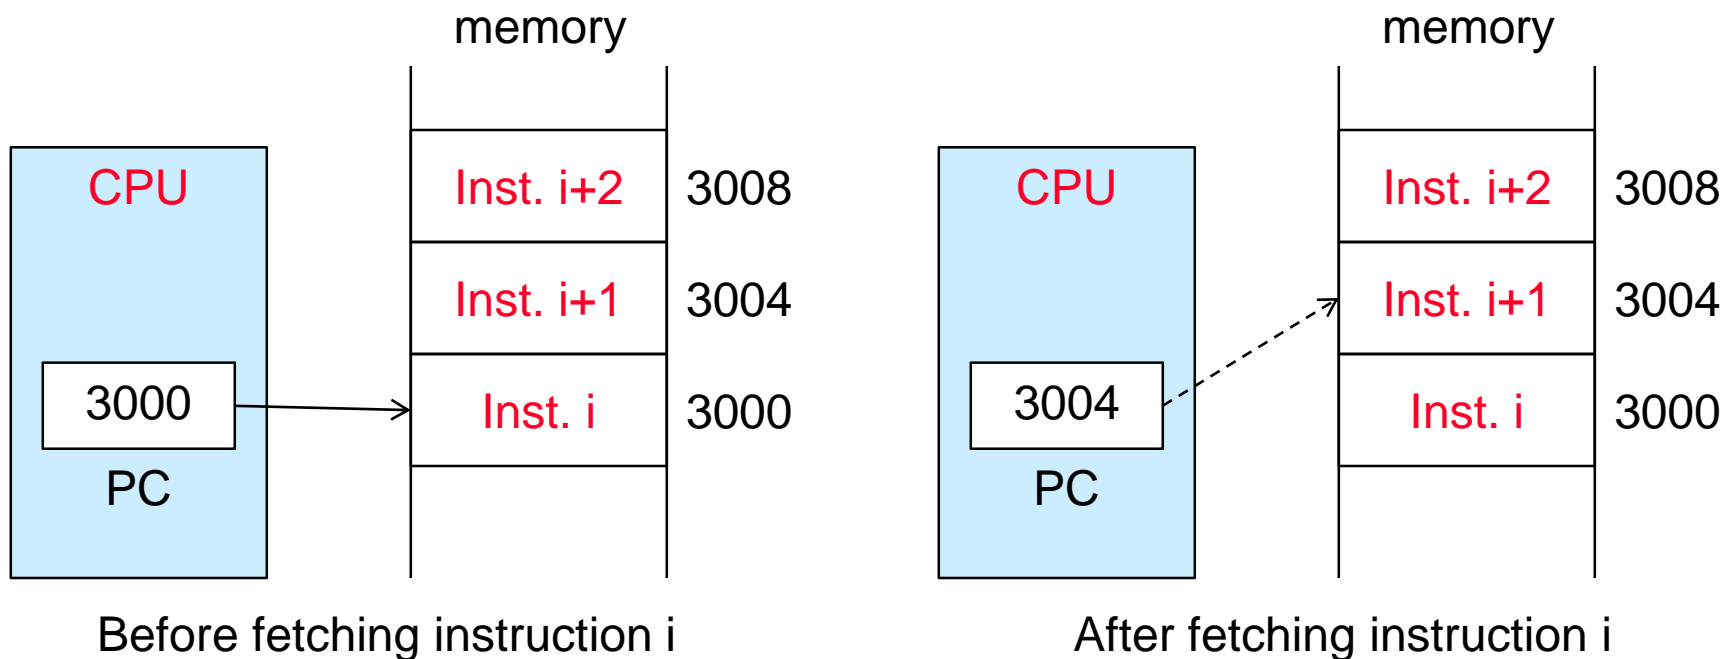 memory
CPU
Inst. i+2 3008
Inst. i+1 3004
3000
Inst. i 3000
PC
Before fetching instruction i
memory
CPU
Inst. i+2 3008
Inst. i+1 3004
3004
Inst. i 3000
PC
After fetching instruction i